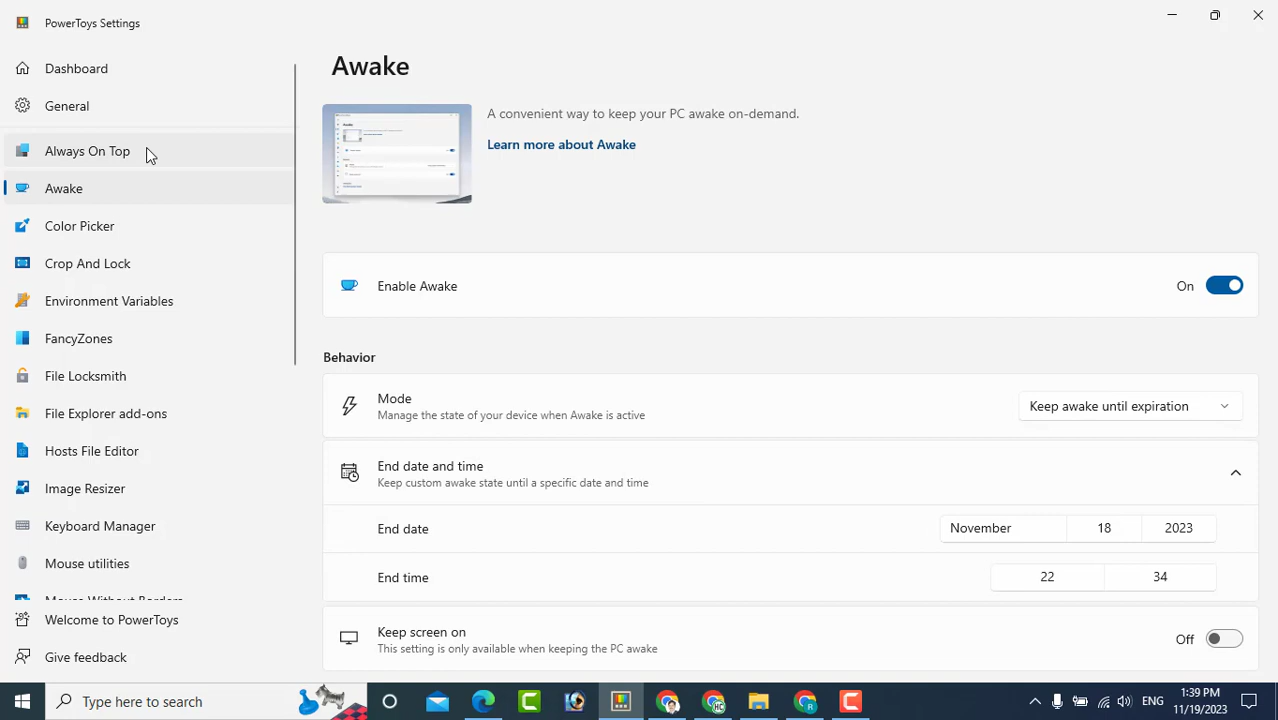 PowerToys Settings
Dashboard
General
Always On Top
Awake
Color Picker
Crop And Lock
Environment Variables
FancyZones
File Locksmith
File Explorer add-ons
Hosts File Editor
Image Resizer
Keyboard Manager
Mouse utilities
Mouse Without Borders
Welcome to PowerToys
Give feedback
Awake
A convenient way to keep your PC awake on-demand.
Learn more about Awake
Enable Awake
On
Behavior
Mode
Manage the state of your device when Awake is active
Keep awake until expiration
End date and time
Keep custom awake state until a specific date and time
End date
November 18 2023
End time
22 34
Keep screen on
This setting is only available when keeping the PC awake
Off
Type here to search
ENG
1:39 PM
11/19/2023